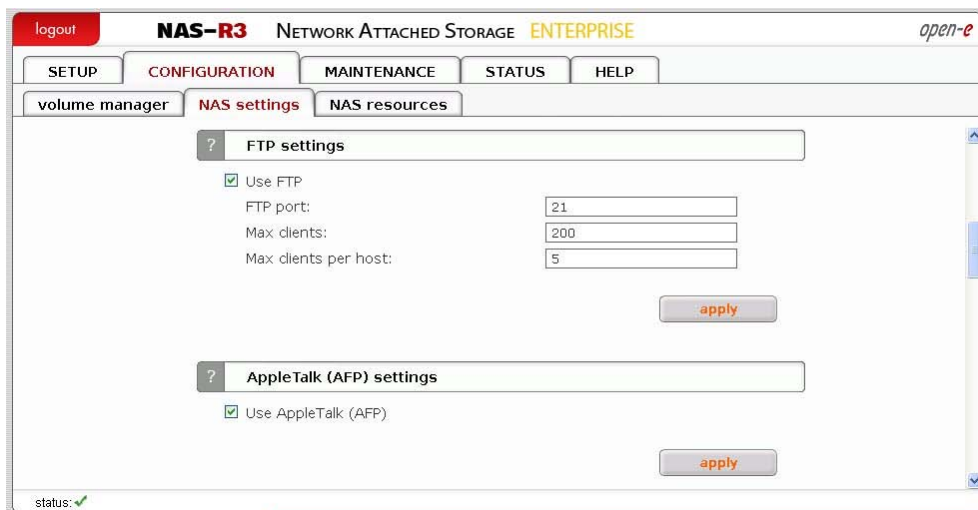 logout NAS-R3 NETWORK ATTACHED STORAGE ENTERPRISE open-e
SETUP CONFIGURATION MAINTENANCE STATUS HELP
volume manager NAS settings NAS resources
? FTP settings
Use FTP
FTP port: 21
Max clients: 200
Max clients per host: 5
apply
? AppleTalk (AFP) settings
Use AppleTalk (AFP)
apply
status: